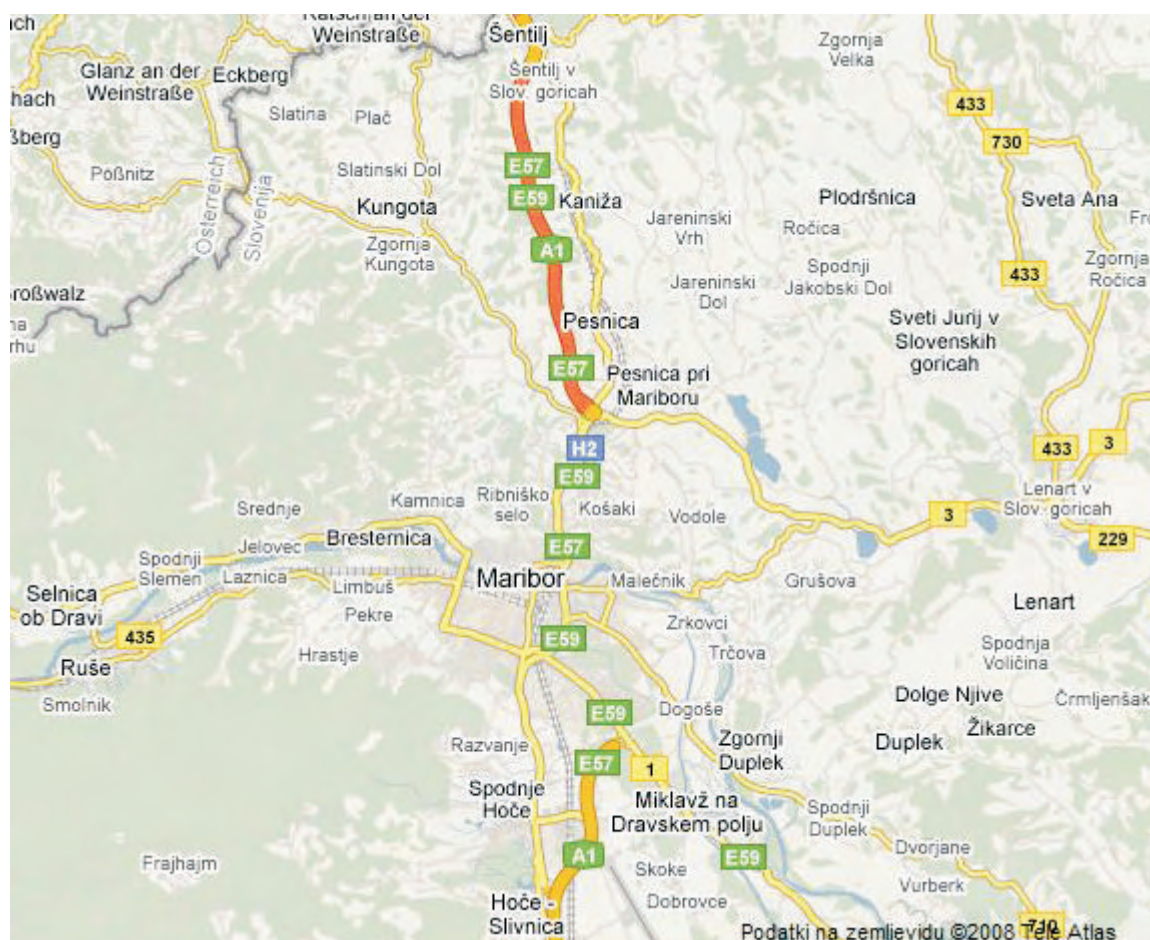 Ratsch an der
Weinstraße
Šentilj
Zgornja
Velka
Glanz an der
Weinstraße
Eckberg
Šentilj v
Slov. goricah
433
Slatina
Plač
730
Poßnitz
Slatinski Dol
E57
E59
Kaniža
Plodršnica
Sveta Ana
Österreich
Slovenija
Kungota
Jareninski
Vrh
Ročica
Zgornja
Kungota
A1
Jareninski
Dol
Spodnji
Jakobski Dol
433
Zgornja
Ročica
Großwalz
Pesnica
Sveti Jurij v
Slovenskih
goricah
E57
Pesnica pri
Mariboru
H2
433
3
E59
Kamnica
Ribniško
selo
Košaki
Vodole
3
Lenart v
Slov. goricah
229
Srednje
Jelovec
Bresternica
Spodnji
Slemen
Laznica
Limbuš
E57
Maribor
Malečnik
Grušova
Selnica
ob Dravi
Pekre
Lenart
435
E59
Zrkovci
Ruše
Hrastje
Trčova
Spodnja
Voličina
Smolnik
Dolge Njive
Črmljenšak
E59
Dogoše
Žikarce
Razvanje
Zgornji
Duplek
Duplek
E57
1
Spodnje
Hoče
Miklavž na
Dravskem polju
Spodnji
Duplek
A1
E59
Dvorjane
Frajhajm
Skoke
Vurberk
Hoče -
Slivnica
Dobrovce
710
Podatki na zemljevidu ©2008 Tele Atlas